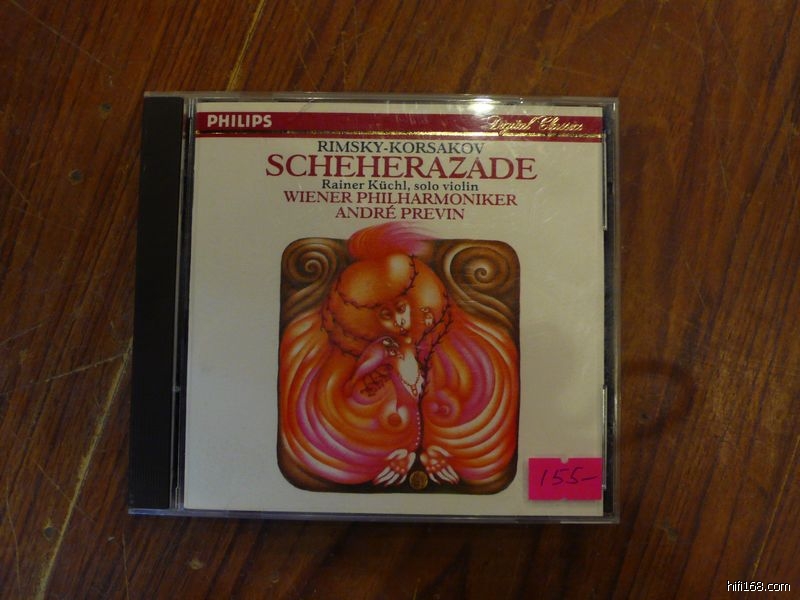 PHILIPS
Digital Classics
RIMSKY-KORSAKOV
SCHEHERAZADE
Rainer Küchl, solo violin
WIENER PHILHARMONIKER
ANDRÉ PREVIN
155-
hifi168.com